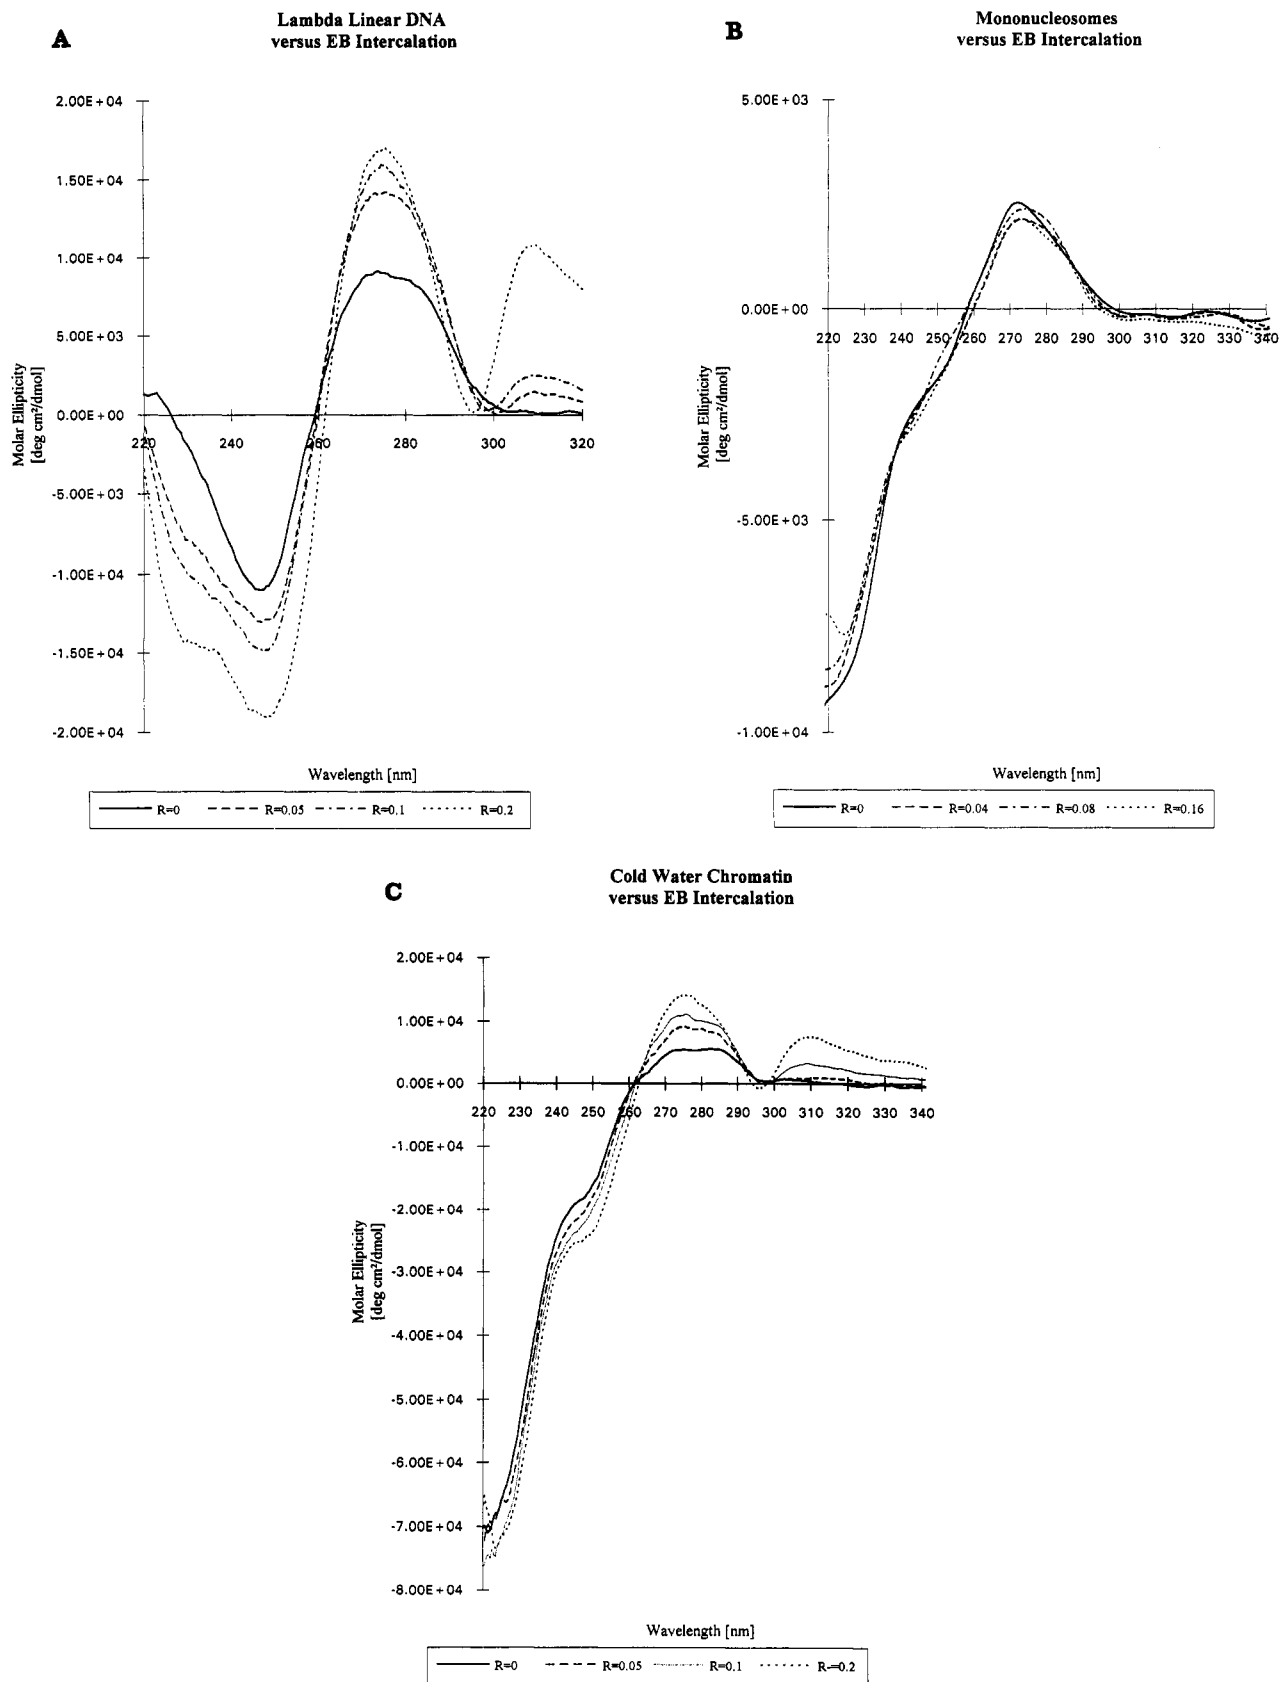 A
Lambda Linear DNA
versus EB Intercalation
2.00E+04
1.50E+04
1.00E+04
5.00E+03
0.00E+00
-5.00E+03
-1.00E+04
-1.50E+04
-2.00E+04
Molar Ellipticity
[deg cm²/dmol]
220 240 260 280 300 320
Wavelength [nm]
R=0 R=0.05 R=0.1 R=0.2
B
Mononucleosomes
versus EB Intercalation
5.00E+03
0.00E+00
-5.00E+03
-1.00E+04
Molar Ellipticity
[deg cm²/dmol]
220 230 240 250 260 270 280 290 300 310 320 330 340
Wavelength [nm]
R=0 R=0.04 R=0.08 R=0.16
C
Cold Water Chromatin
versus EB Intercalation
2.00E+04
1.00E+04
0.00E+00
-1.00E+04
-2.00E+04
-3.00E+04
-4.00E+04
-5.00E+04
-6.00E+04
-7.00E+04
-8.00E+04
Molar Ellipticity
[deg cm²/dmol]
220 230 240 250 260 270 280 290 300 310 320 330 340
Wavelength [nm]
R=0 R=0.05 R=0.1 R=0.2